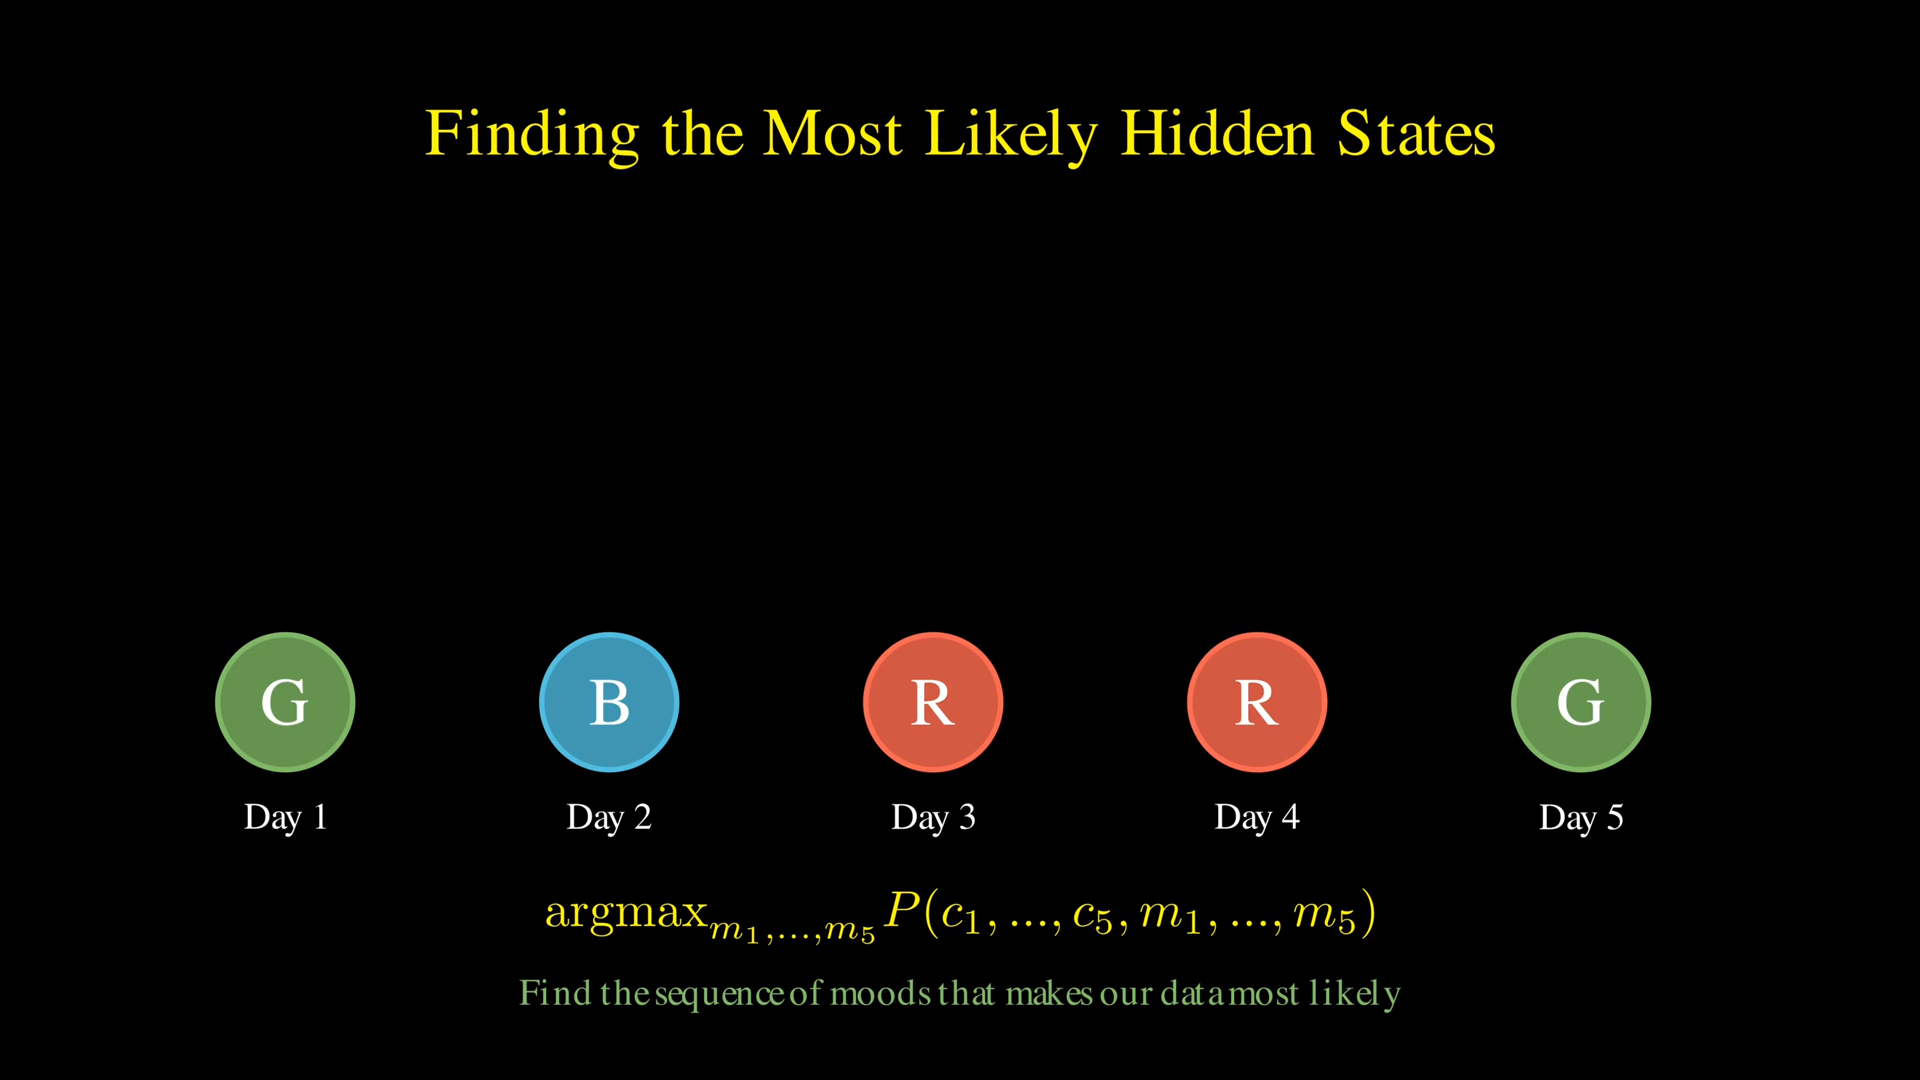 Finding the Most Likely Hidden States
G B R R G
Day 1 Day 2 Day 3 Day 4 Day 5
argmax_{m_1,...,m_5} P(c_1, ..., c_5, m_1, ..., m_5)
Find the sequence of moods that makes our data most likely